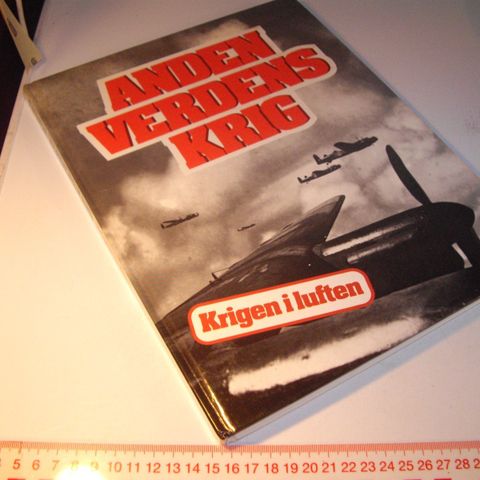 ANDEN
VERDENS
KRIG
Krigen i luften
5 6 7 8 9 10 11 12 13 14 15 16 17 18 19 20 21 22 23 24 25 26 27 28